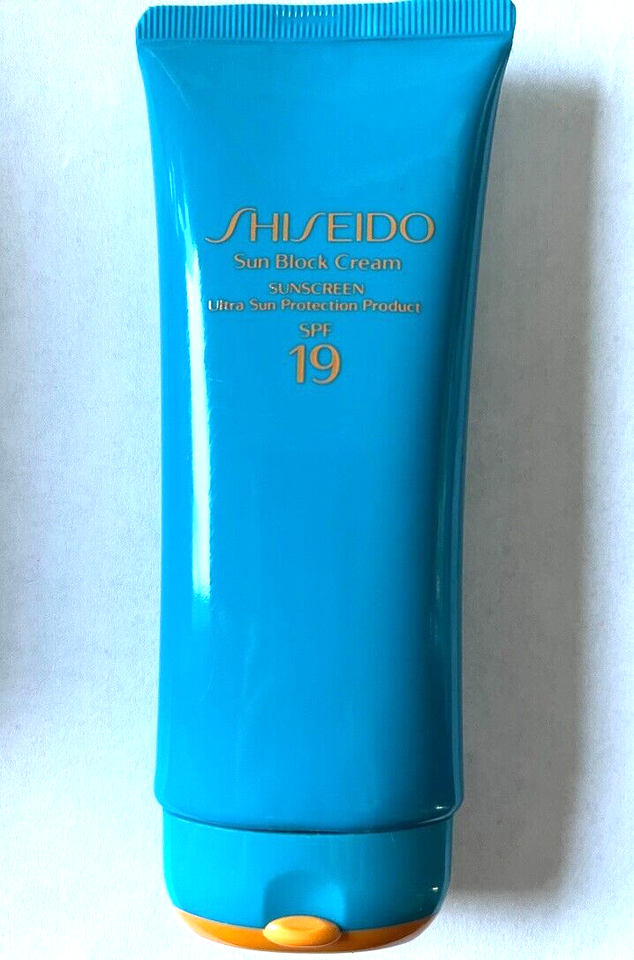 SHISEIDO
Sun Block Cream
SUNSCREEN
Ultra Sun Protection Product
SPF
19